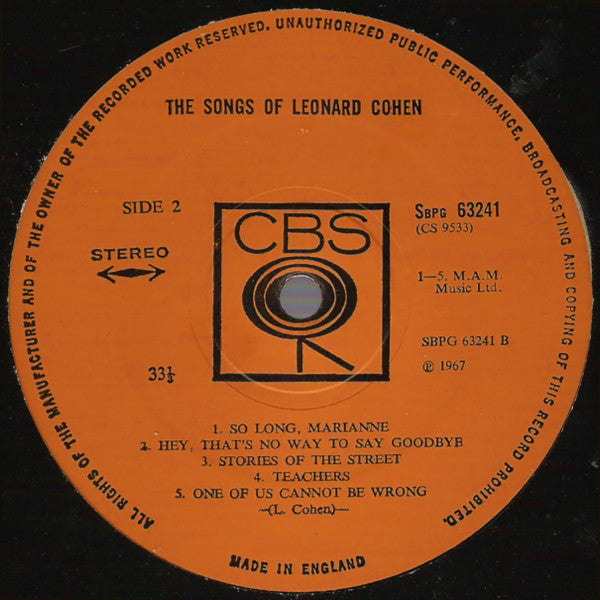 ALL RIGHTS OF THE MANUFACTURER AND OF THE OWNER OF THE RECORDED WORK RESERVED. UNAUTHORIZED PUBLIC PERFORMANCE, BROADCASTING AND COPYING OF THIS RECORD PROHIBITED.
THE SONGS OF LEONARD COHEN
SIDE 2
STEREO
33⅓
CBS
SBPG 63241
(CS 9533)
1—5. M.A.M.
Music Ltd.
SBPG 63241 B
℗ 1967
1. SO LONG, MARIANNE
2. HEY, THAT'S NO WAY TO SAY GOODBYE
3. STORIES OF THE STREET
4. TEACHERS
5. ONE OF US CANNOT BE WRONG
—(L. Cohen)—
MADE IN ENGLAND